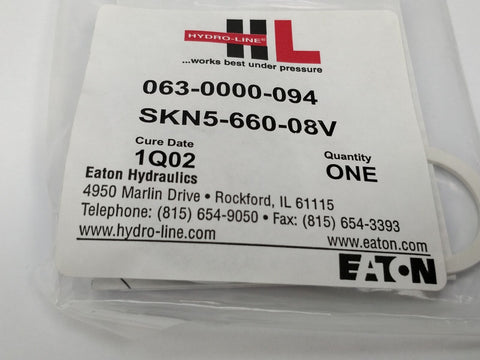 HYDRO-LINE®
HL
...works best under pressure
063-0000-094
SKN5-660-08V
Cure Date
1Q02
Quantity
ONE
Eaton Hydraulics
4950 Marlin Drive • Rockford, IL 61115
Telephone: (815) 654-9050 • Fax: (815) 654-3393
www.hydro-line.com
www.eaton.com
EATON